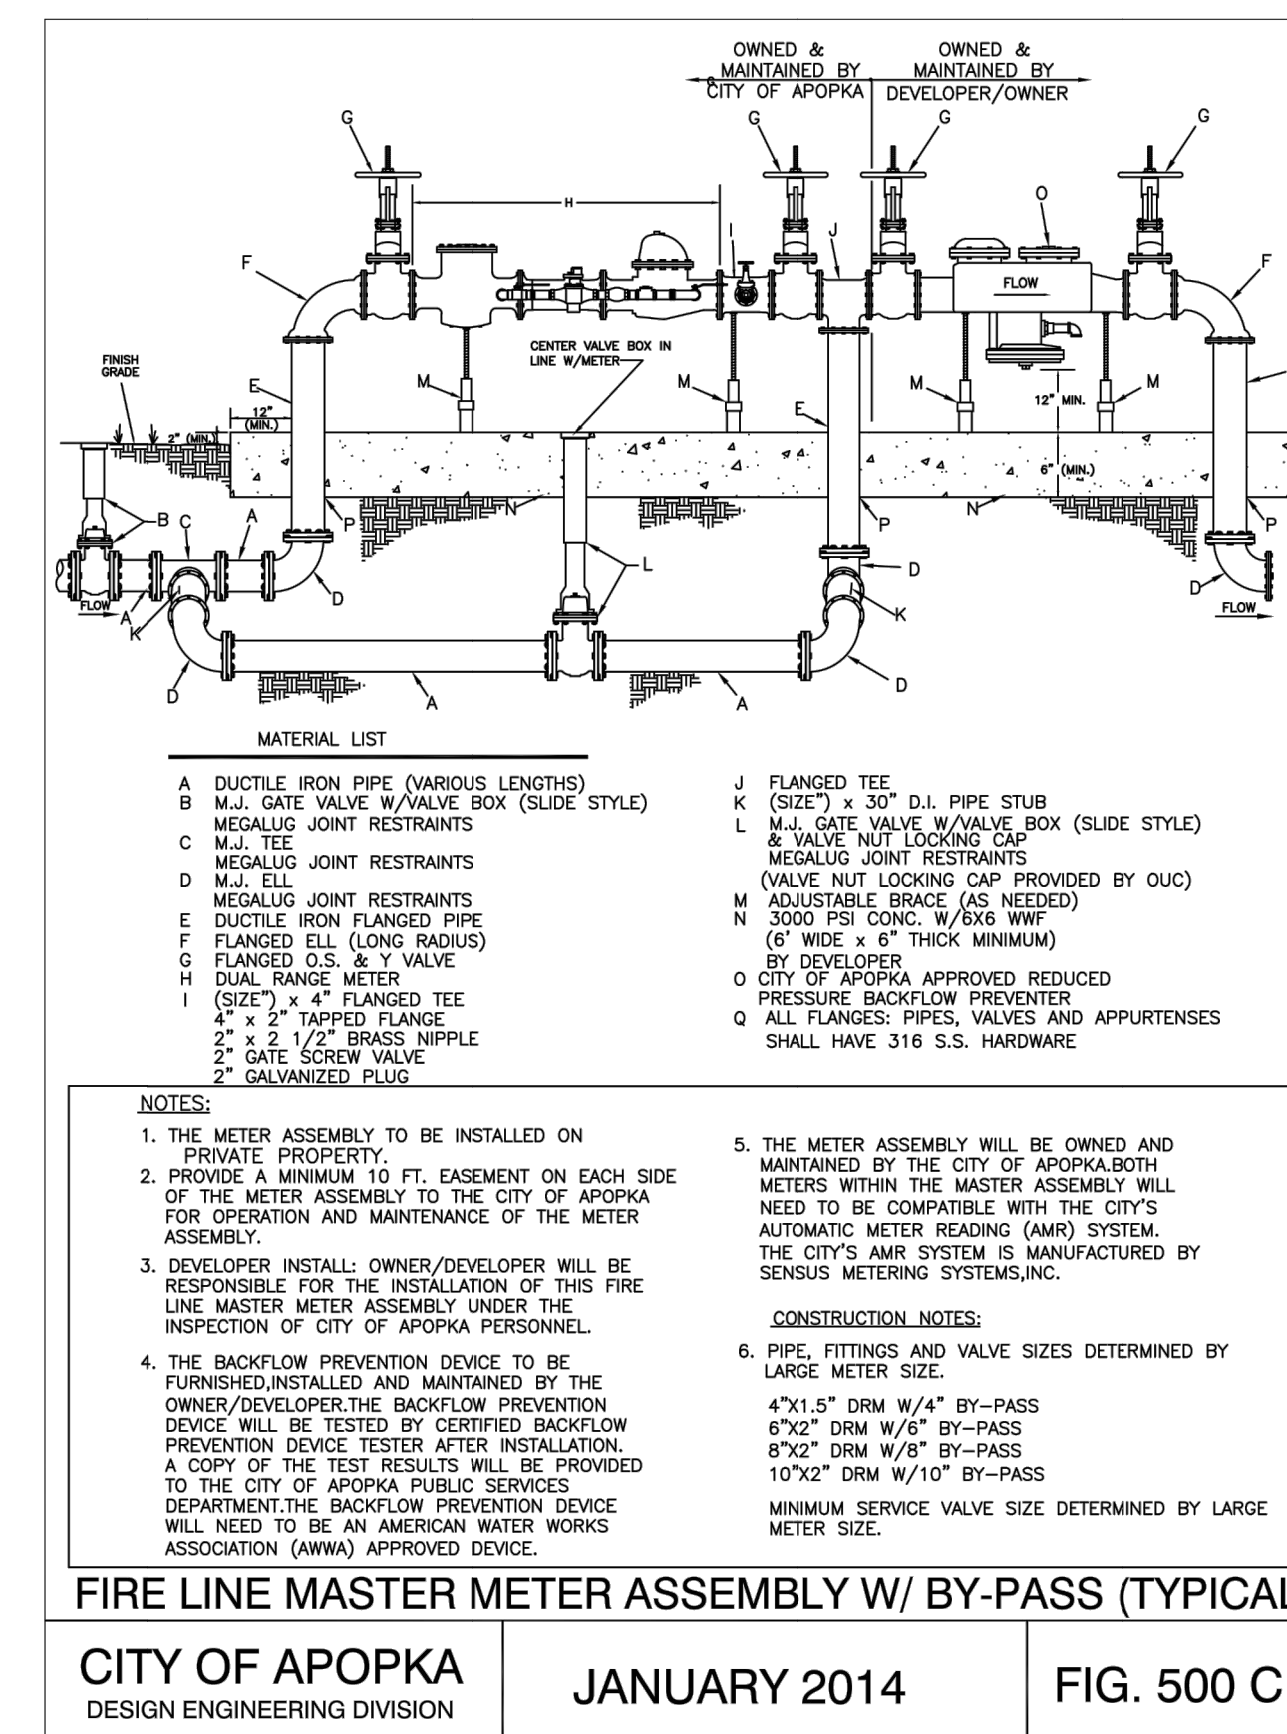 OWNED &
MAINTAINED BY
CITY OF APOPKA
OWNED &
MAINTAINED BY
DEVELOPER/OWNER
G
G
G
G
G
H
I
J
O
F
F
FLOW
FINISH
GRADE
CENTER VALVE BOX IN
LINE W/METER
E
M
M
M
M
12"
(MIN.)
2" (MIN.)
E
12" MIN.
6" (MIN.)
B
C
A
P
N
P
N
P
L
D
D
D
K
FLOW
A
K
FLOW
D
A
A
D
MATERIAL LIST
A DUCTILE IRON PIPE (VARIOUS LENGTHS)
B M.J. GATE VALVE W/VALVE BOX (SLIDE STYLE)
MEGALUG JOINT RESTRAINTS
C M.J. TEE
MEGALUG JOINT RESTRAINTS
D M.J. ELL
MEGALUG JOINT RESTRAINTS
E DUCTILE IRON FLANGED PIPE
F FLANGED ELL (LONG RADIUS)
G FLANGED O.S. & Y VALVE
H DUAL RANGE METER
I (SIZE") x 4" FLANGED TEE
4" x 2" TAPPED FLANGE
2" x 2 1/2" BRASS NIPPLE
2" GATE SCREW VALVE
2" GALVANIZED PLUG
J FLANGED TEE
K (SIZE") x 30" D.I. PIPE STUB
L M.J. GATE VALVE W/VALVE BOX (SLIDE STYLE)
& VALVE NUT LOCKING CAP
MEGALUG JOINT RESTRAINTS
(VALVE NUT LOCKING CAP PROVIDED BY OUC)
M ADJUSTABLE BRACE (AS NEEDED)
N 3000 PSI CONC. W/6X6 WWF
(6' WIDE x 6" THICK MINIMUM)
BY DEVELOPER
O CITY OF APOPKA APPROVED REDUCED
PRESSURE BACKFLOW PREVENTER
Q ALL FLANGES: PIPES, VALVES AND APPURTENSES
SHALL HAVE 316 S.S. HARDWARE
NOTES:
1. THE METER ASSEMBLY TO BE INSTALLED ON
PRIVATE PROPERTY.
2. PROVIDE A MINIMUM 10 FT. EASEMENT ON EACH SIDE
OF THE METER ASSEMBLY TO THE CITY OF APOPKA
FOR OPERATION AND MAINTENANCE OF THE METER
ASSEMBLY.
3. DEVELOPER INSTALL: OWNER/DEVELOPER WILL BE
RESPONSIBLE FOR THE INSTALLATION OF THIS FIRE
LINE MASTER METER ASSEMBLY UNDER THE
INSPECTION OF CITY OF APOPKA PERSONNEL.
4. THE BACKFLOW PREVENTION DEVICE TO BE
FURNISHED,INSTALLED AND MAINTAINED BY THE
OWNER/DEVELOPER.THE BACKFLOW PREVENTION
DEVICE WILL BE TESTED BY CERTIFIED BACKFLOW
PREVENTION DEVICE TESTER AFTER INSTALLATION.
A COPY OF THE TEST RESULTS WILL BE PROVIDED
TO THE CITY OF APOPKA PUBLIC SERVICES
DEPARTMENT.THE BACKFLOW PREVENTION DEVICE
WILL NEED TO BE AN AMERICAN WATER WORKS
ASSOCIATION (AWWA) APPROVED DEVICE.
5. THE METER ASSEMBLY WILL BE OWNED AND
MAINTAINED BY THE CITY OF APOPKA.BOTH
METERS WITHIN THE MASTER ASSEMBLY WILL
NEED TO BE COMPATIBLE WITH THE CITY'S
AUTOMATIC METER READING (AMR) SYSTEM.
THE CITY'S AMR SYSTEM IS MANUFACTURED BY
SENSUS METERING SYSTEMS,INC.
CONSTRUCTION NOTES:
6. PIPE, FITTINGS AND VALVE SIZES DETERMINED BY
LARGE METER SIZE.
4"X1.5" DRM W/4" BY-PASS
6"X2" DRM W/6" BY-PASS
8"X2" DRM W/8" BY-PASS
10"X2" DRM W/10" BY-PASS
MINIMUM SERVICE VALVE SIZE DETERMINED BY LARGE
METER SIZE.
FIRE LINE MASTER METER ASSEMBLY W/ BY-PASS (TYPICAL
CITY OF APOPKA
DESIGN ENGINEERING DIVISION
JANUARY 2014
FIG. 500 C